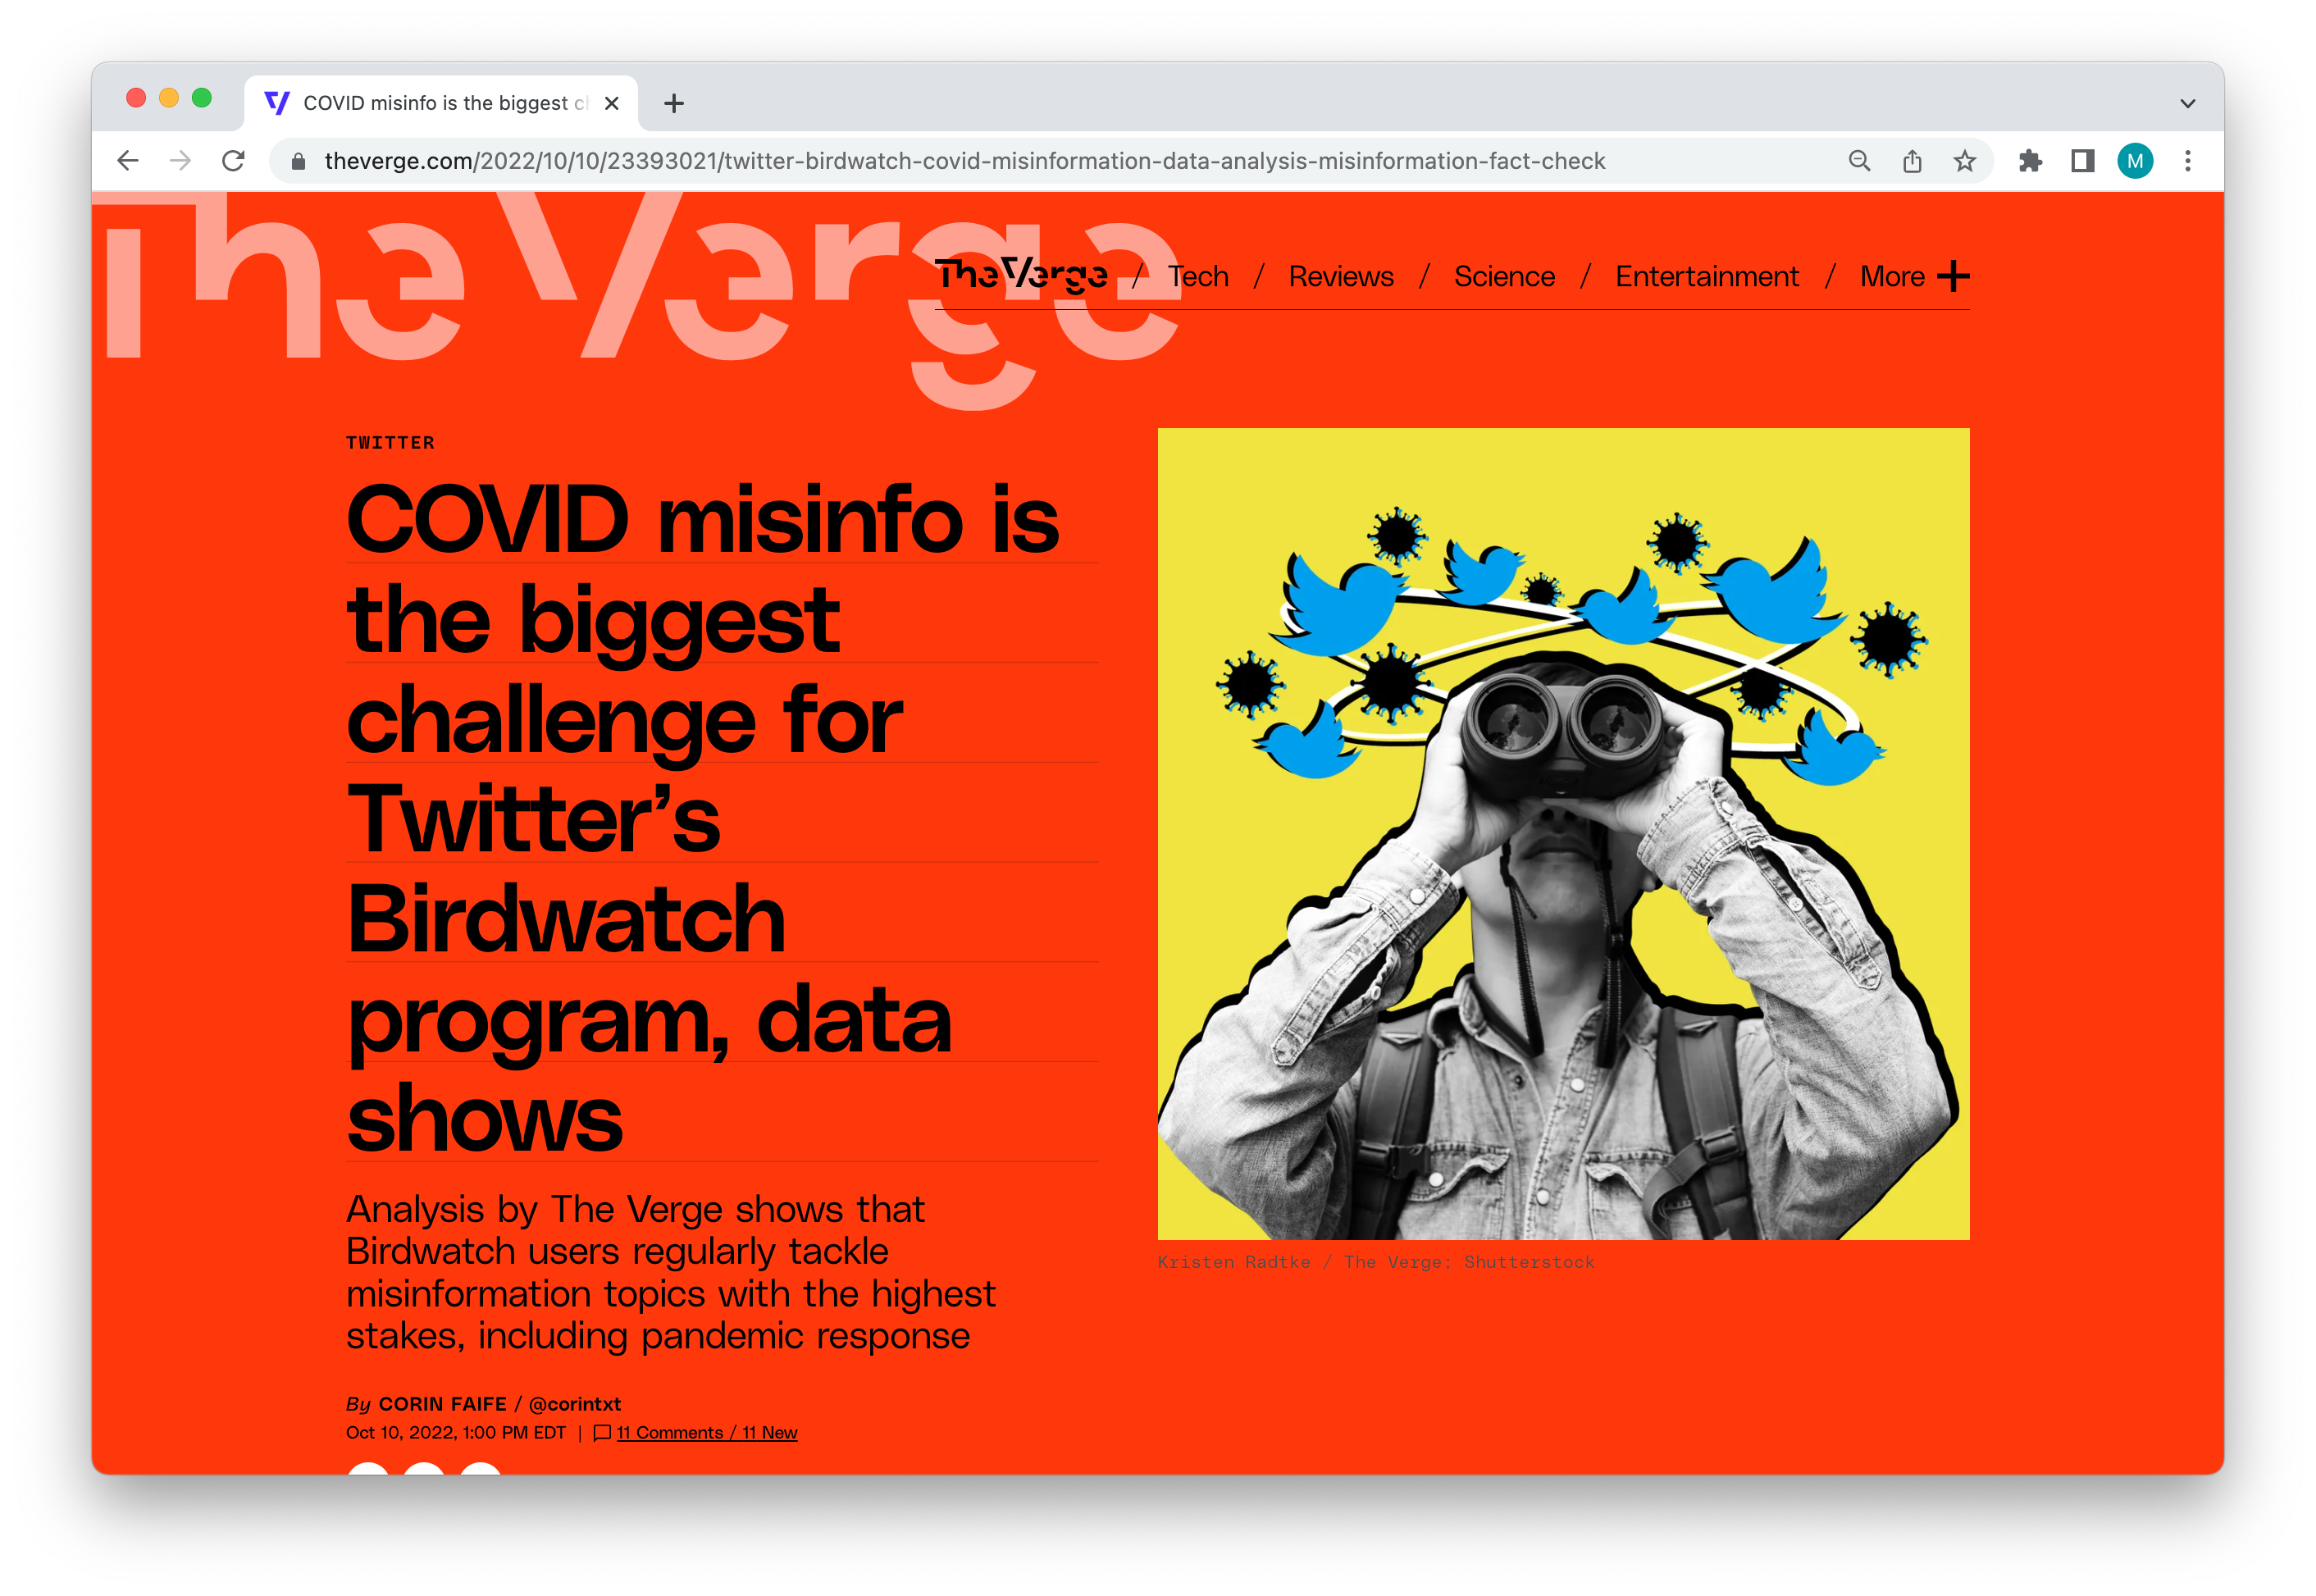 COVID misinfo is the biggest
theverge.com/2022/10/10/23393021/twitter-birdwatch-covid-misinformation-data-analysis-misinformation-fact-check
M
The Verge
The Verge / Tech / Reviews / Science / Entertainment / More
TWITTER
COVID misinfo is
the biggest
challenge for
Twitter’s
Birdwatch
program, data
shows
Analysis by The Verge shows that
Birdwatch users regularly tackle
misinformation topics with the highest
stakes, including pandemic response
By CORIN FAIFE / @corintxt
Oct 10, 2022, 1:00 PM EDT | 11 Comments / 11 New
Kristen Radtke / The Verge; Shutterstock